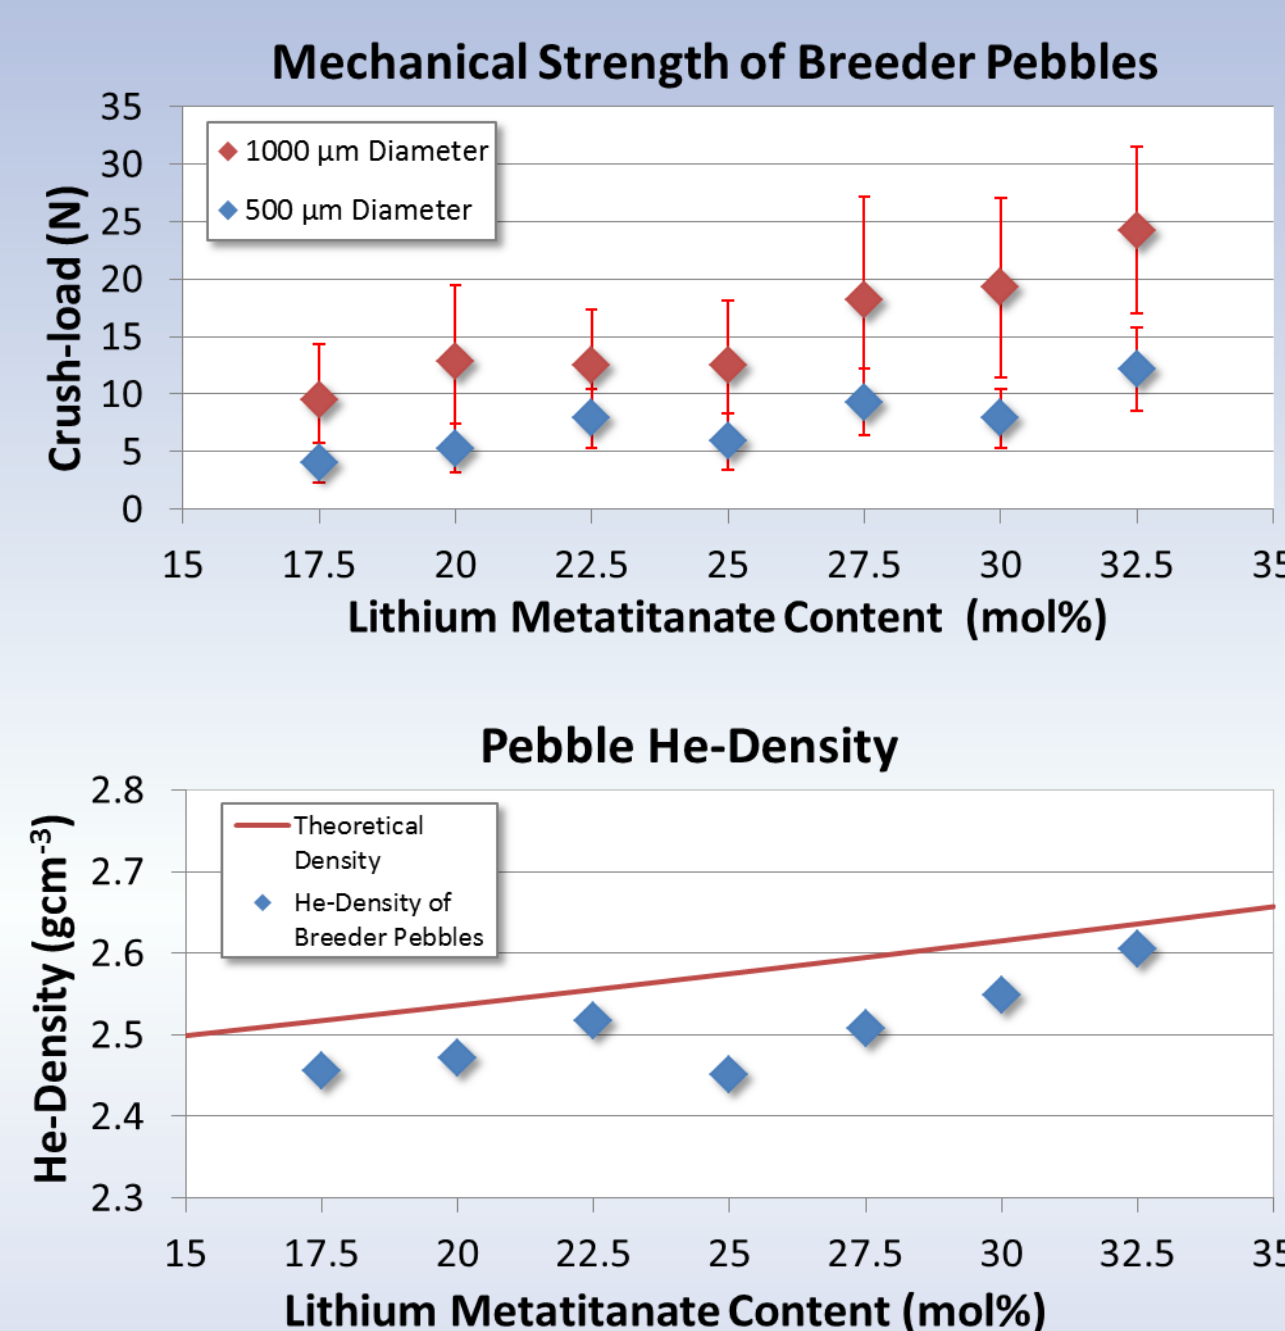 Mechanical Strength of Breeder Pebbles
35
30
25
20
15
10
5
0
Crush-load (N)
1000 µm Diameter
500 µm Diameter
15 17.5 20 22.5 25 27.5 30 32.5 35
Lithium Metatitanate Content (mol%)
Pebble He-Density
2.8
2.7
2.6
2.5
2.4
2.3
He-Density (gcm⁻³)
Theoretical
Density
He-Density of
Breeder Pebbles
15 17.5 20 22.5 25 27.5 30 32.5 35
Lithium Metatitanate Content (mol%)